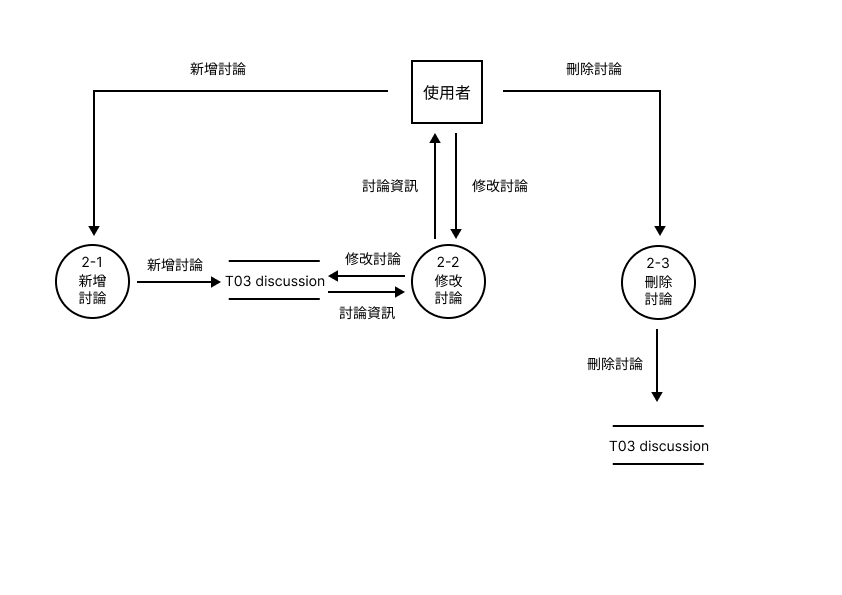 新增討論
使用者
刪除討論
討論資訊
修改討論
2-1
新增
討論
新增討論
T03 discussion
修改討論
討論資訊
2-2
修改
討論
2-3
刪除
討論
刪除討論
T03 discussion